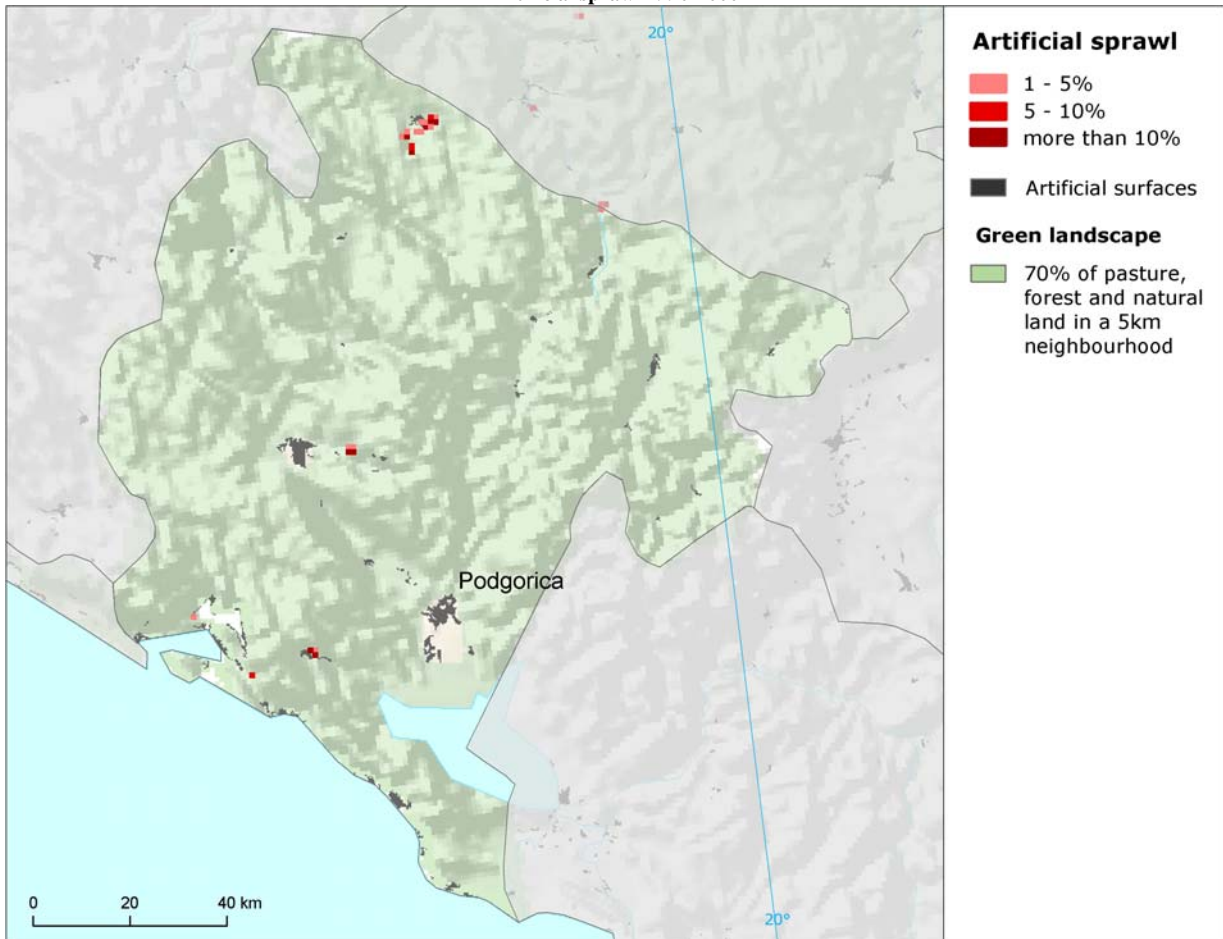 20°
Artificial sprawl
1 - 5%
5 - 10%
more than 10%
Artificial surfaces
Green landscape
70% of pasture,
forest and natural
land in a 5km
neighbourhood
Podgorica
0 20 40 km
20°